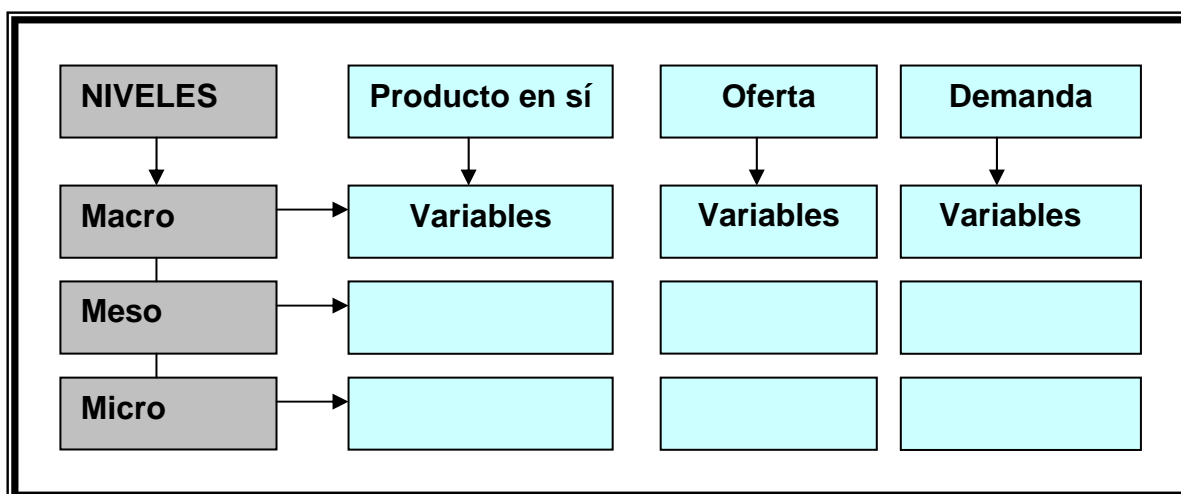 NIVELES
Producto en sí
Oferta
Demanda
Macro
Variables
Variables
Variables
Meso
Micro